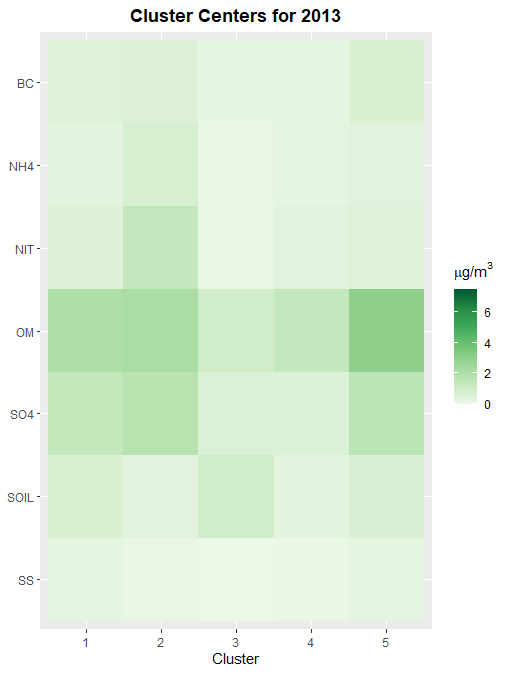 Cluster Centers for 2013
BC
NH4
NIT
OM
SO4
SOIL
SS
1 2 3 4 5
Cluster
μg/m³
6
4
2
0